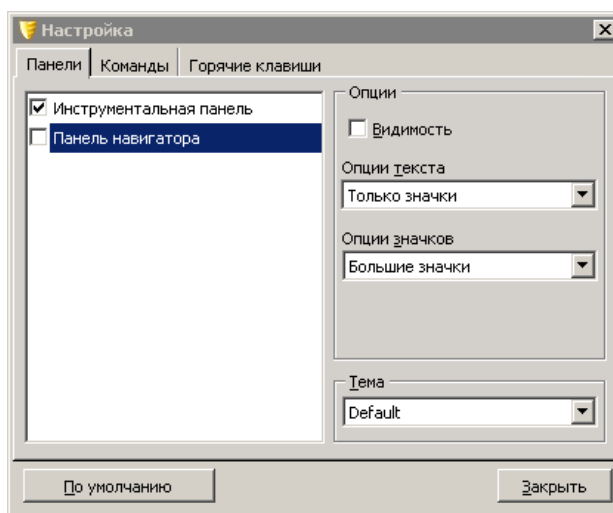 Настройка
Панели Команды Горячие клавиши
Инструментальная панель
Панель навигатора
Опции
Видимость
Опции текста
Только значки
Опции значков
Большие значки
Тема
Default
По умолчанию
Закрыть